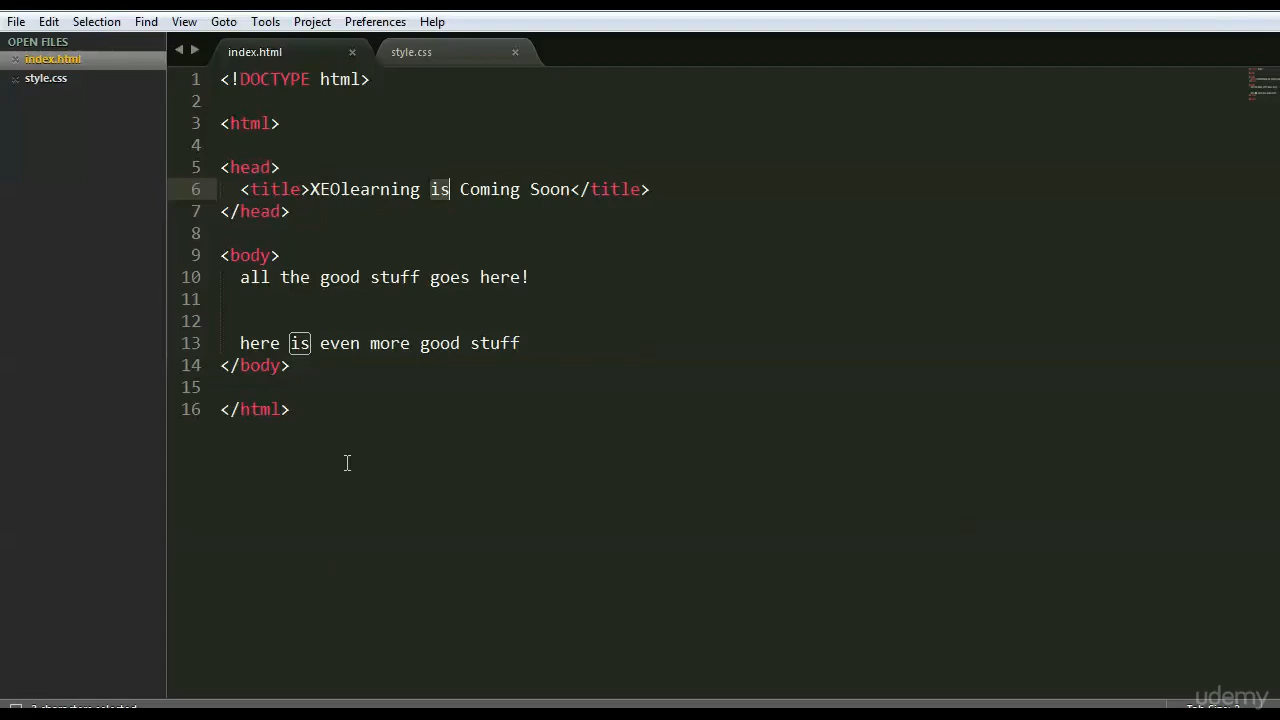 File Edit Selection Find View Goto Tools Project Preferences Help
OPEN FILES
index.html
style.css
index.html style.css
1 <!DOCTYPE html>
2
3 <html>
4
5 <head>
6 <title>XEOlearning is Coming Soon</title>
7 </head>
8
9 <body>
10 all the good stuff goes here!
11
12
13 here is even more good stuff
14 </body>
15
16 </html>
udemy